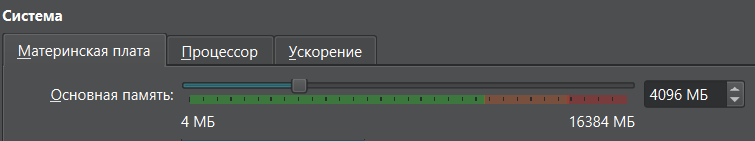 Система
Материнская плата Процессор Ускорение
Основная память: 4096 МБ
4 МБ 16384 МБ